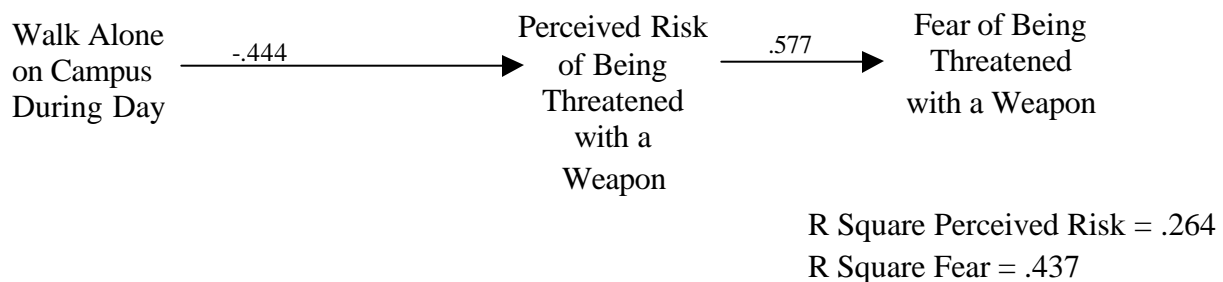 Walk Alone
on Campus
During Day
-.444
Perceived Risk
of Being
Threatened
with a
Weapon
.577
Fear of Being
Threatened
with a Weapon
R Square Perceived Risk = .264
R Square Fear = .437